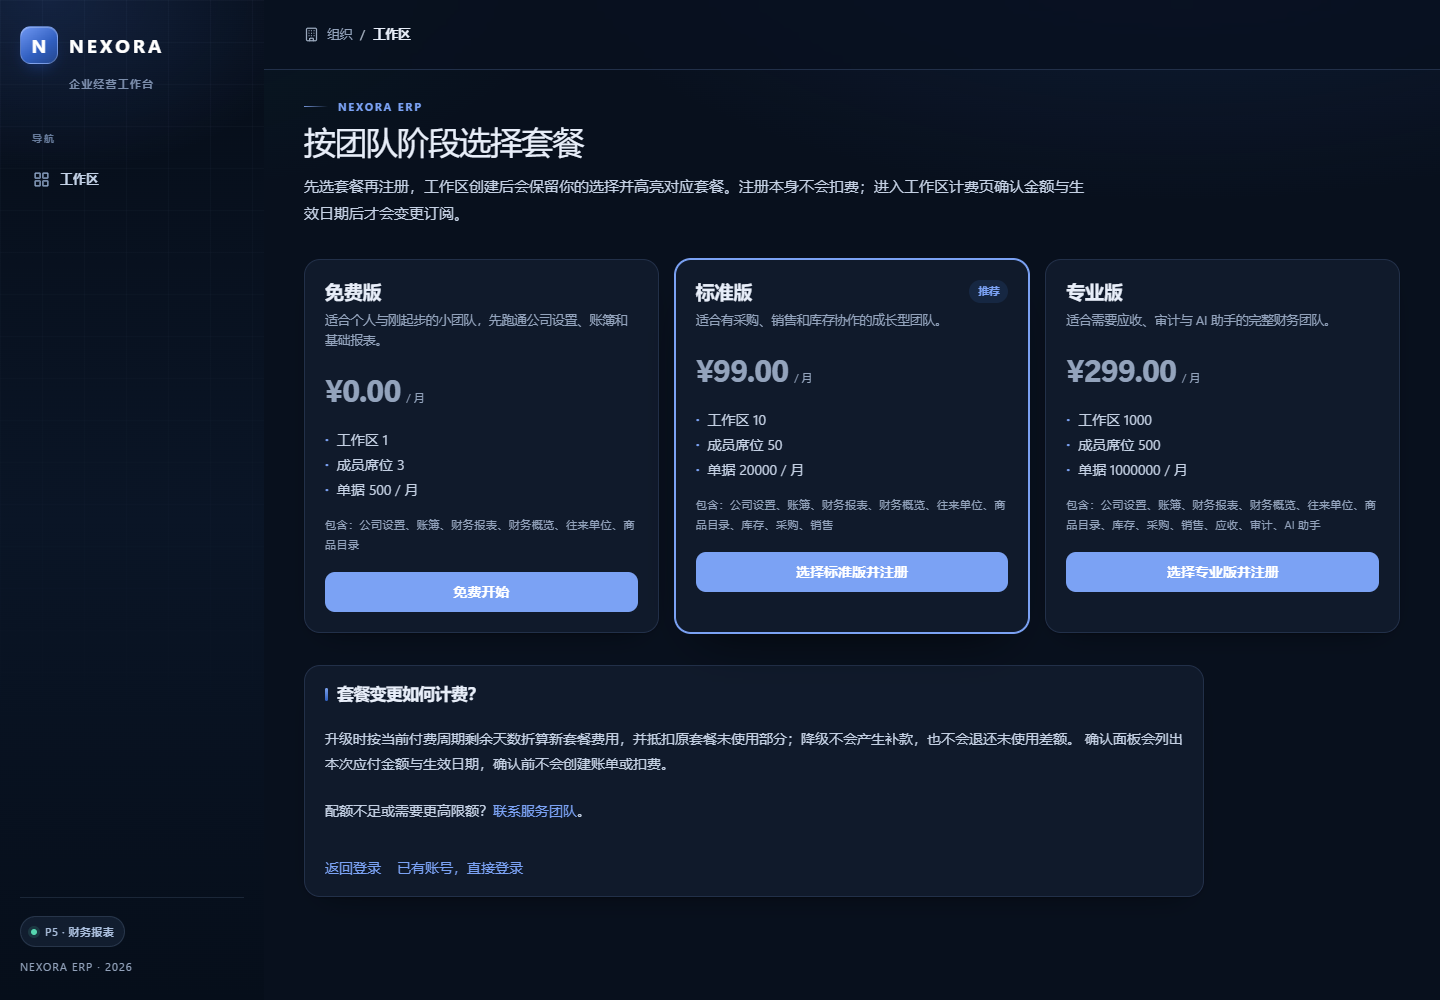 N NEXORA
企业经营工作台
导航
工作区
P5 · 财务报表
NEXORA ERP · 2026
组织 / 工作区
NEXORA ERP
按团队阶段选择套餐
先选套餐再注册，工作区创建后会保留你的选择并高亮对应套餐。注册本身不会扣费；进入工作区计费页确认金额与生
效日期后才会变更订阅。
免费版
适合个人与刚起步的小团队，先跑通公司设置、账簿和
基础报表。
¥0.00 / 月
· 工作区 1
· 成员席位 3
· 单据 500 / 月
包含：公司设置、账簿、财务报表、财务概览、往来单位、商
品目录
免费开始
标准版
推荐
适合有采购、销售和库存协作的成长型团队。
¥99.00 / 月
· 工作区 10
· 成员席位 50
· 单据 20000 / 月
包含：公司设置、账簿、财务报表、财务概览、往来单位、商
品目录、库存、采购、销售
选择标准版并注册
专业版
适合需要应收、审计与 AI 助手的完整财务团队。
¥299.00 / 月
· 工作区 1000
· 成员席位 500
· 单据 1000000 / 月
包含：公司设置、账簿、财务报表、财务概览、往来单位、商
品目录、库存、采购、销售、应收、审计、AI 助手
选择专业版并注册
套餐变更如何计费？
升级时按当前付费周期剩余天数折算新套餐费用，并抵扣原套餐未使用部分；降级不会产生补款，也不会退还未使用差额。 确认面板会列出
本次应付金额与生效日期，确认前不会创建账单或扣费。
配额不足或需要更高限额？联系服务团队。
返回登录 已有账号，直接登录